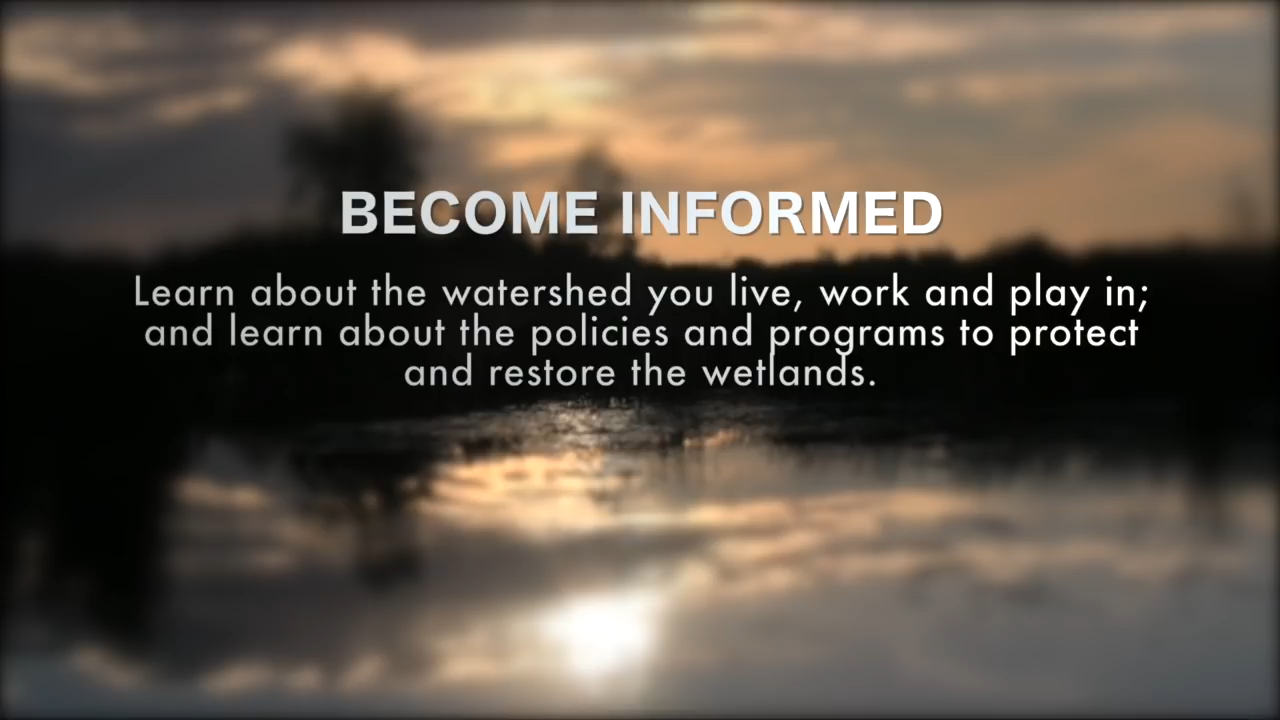 BECOME INFORMED
Learn about the watershed you live, work and play in;
and learn about the policies and programs to protect
and restore the wetlands.